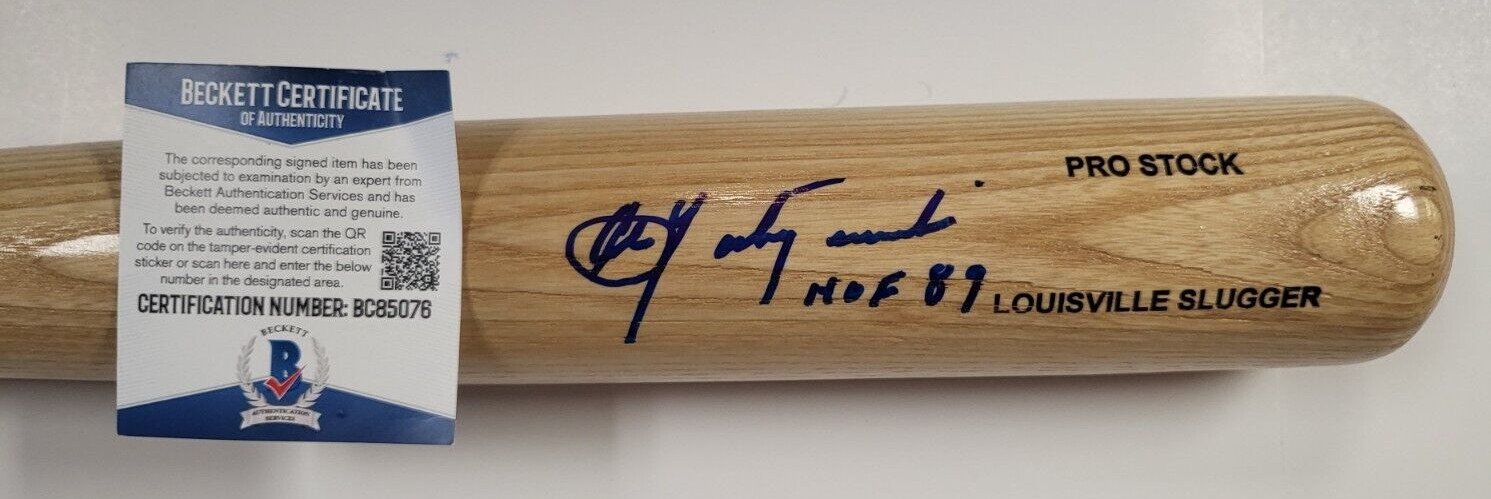 BECKETT CERTIFICATE
OF AUTHENTICITY
The corresponding signed item has been
subjected to examination by an expert from
Beckett Authentication Services and has
been deemed authentic and genuine.
To verify the authenticity, scan the QR
code on the tamper-evident certification
sticker or scan here and enter the below
number in the designated area.
CERTIFICATION NUMBER: BC85076
BECKETT
B
AUTHENTICATION
SERVICES
PRO STOCK
Carl Yastrzemski
HOF 89
LOUISVILLE SLUGGER